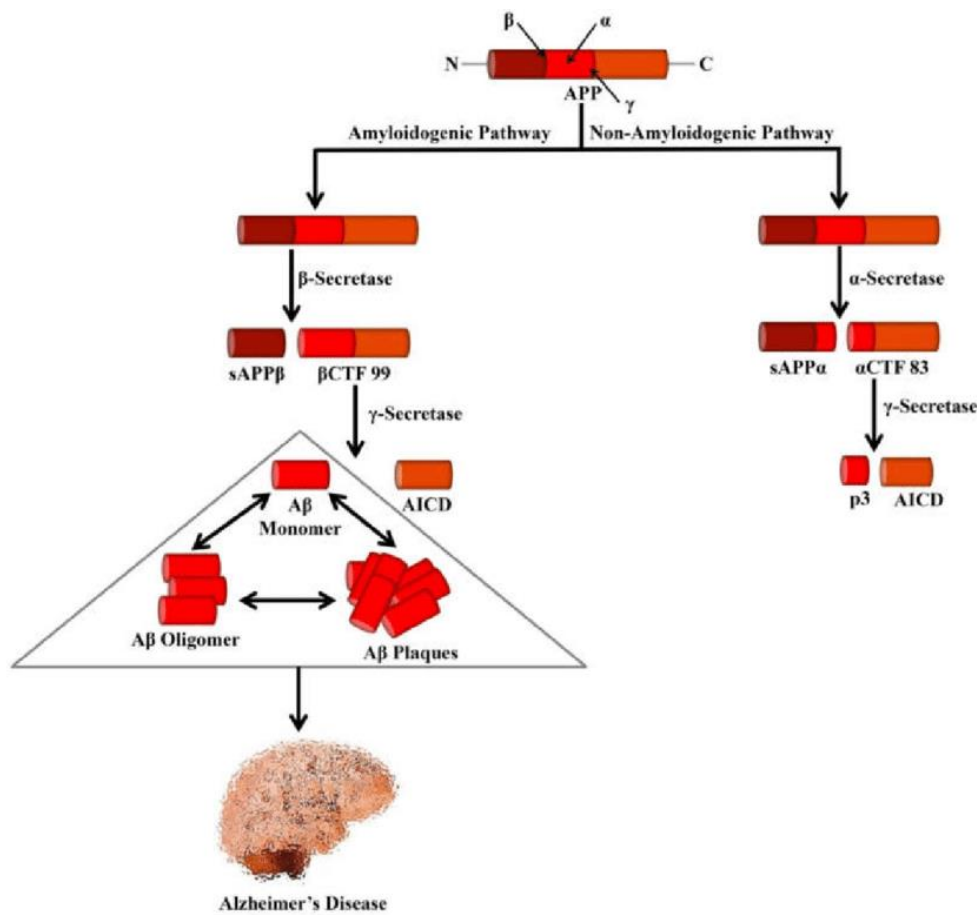 β α
N C
APP
γ
Amyloidogenic Pathway Non-Amyloidogenic Pathway
β-Secretase α-Secretase
sAPPβ βCTF 99 sAPPα αCTF 83
γ-Secretase γ-Secretase
Aβ
Monomer
AICD
p3 AICD
Aβ Oligomer Aβ Plaques
Alzheimer's Disease